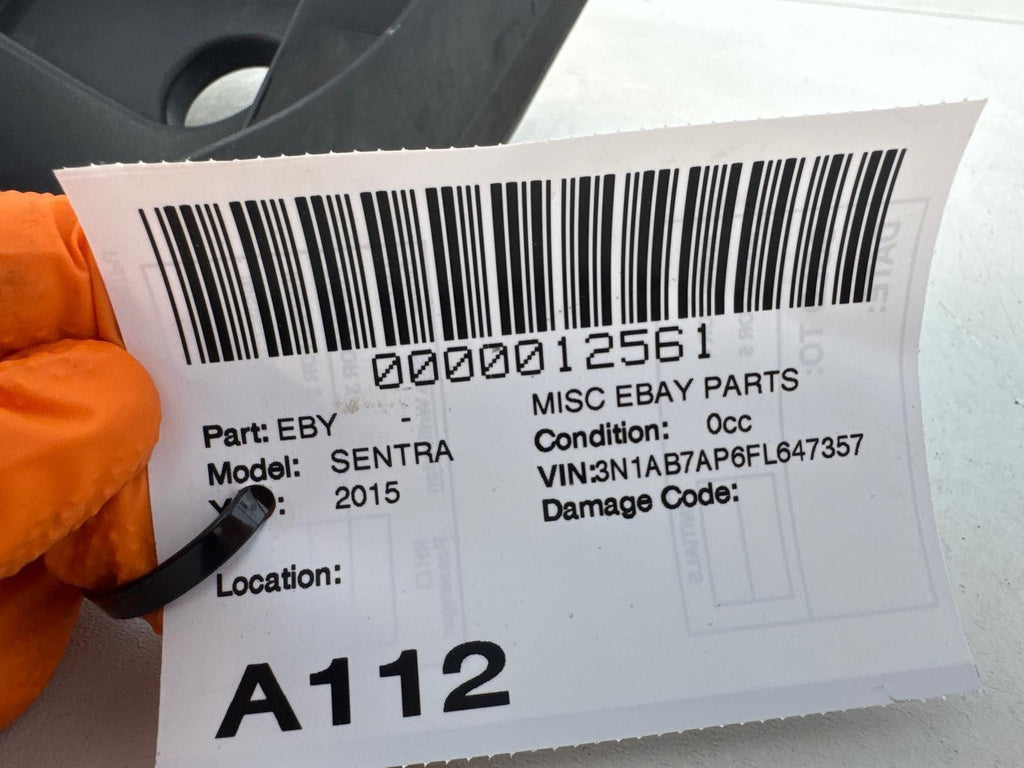 0000012561
Part: EBY - MISC EBAY PARTS
Model: SENTRA Condition: 0cc
: 2015 VIN:3N1AB7AP6FL647357
Damage Code:
Location:
A112